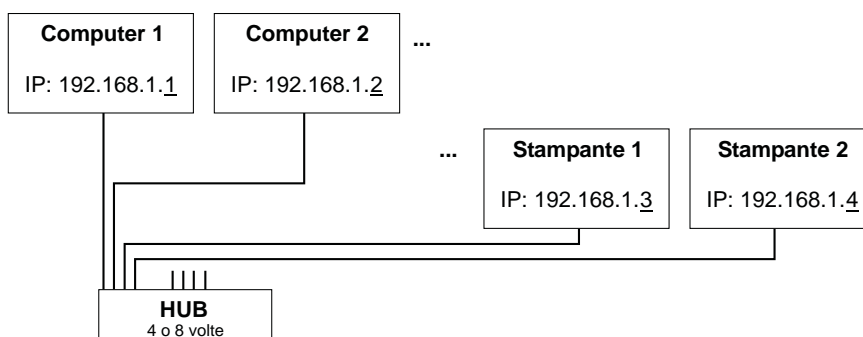 Computer 1
IP: 192.168.1.1
Computer 2
IP: 192.168.1.2
...
...
Stampante 1
IP: 192.168.1.3
Stampante 2
IP: 192.168.1.4
HUB
4 o 8 volte